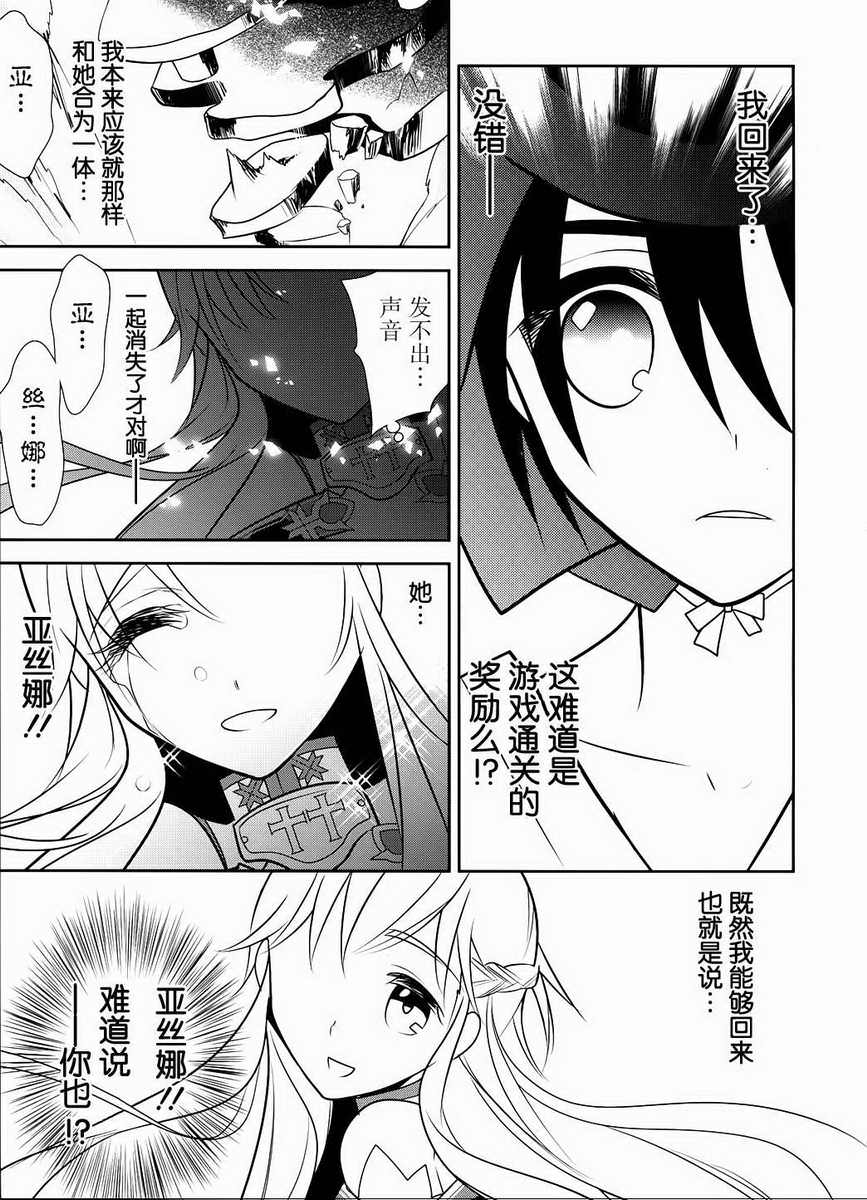 我回来了…
没错——
这难道是
游戏通关的
奖励么!?
我本来应该就那样
和她合为一体…
亚…
发不出…
声音
一起消失了才对啊——
亚…
丝…娜…
她…
亚丝娜!!
既然我能够回来
也就是说…
亚丝娜!!
难道说
——你也!?